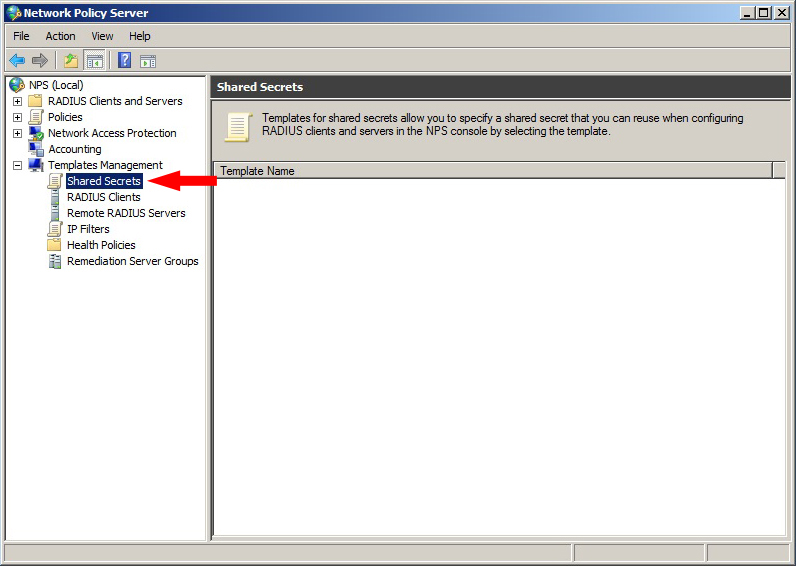 Network Policy Server
File Action View Help
NPS (Local)
RADIUS Clients and Servers
Policies
Network Access Protection
Accounting
Templates Management
Shared Secrets
RADIUS Clients
Remote RADIUS Servers
IP Filters
Health Policies
Remediation Server Groups
Shared Secrets
Templates for shared secrets allow you to specify a shared secret that you can reuse when configuring
RADIUS clients and servers in the NPS console by selecting the template.
Template Name